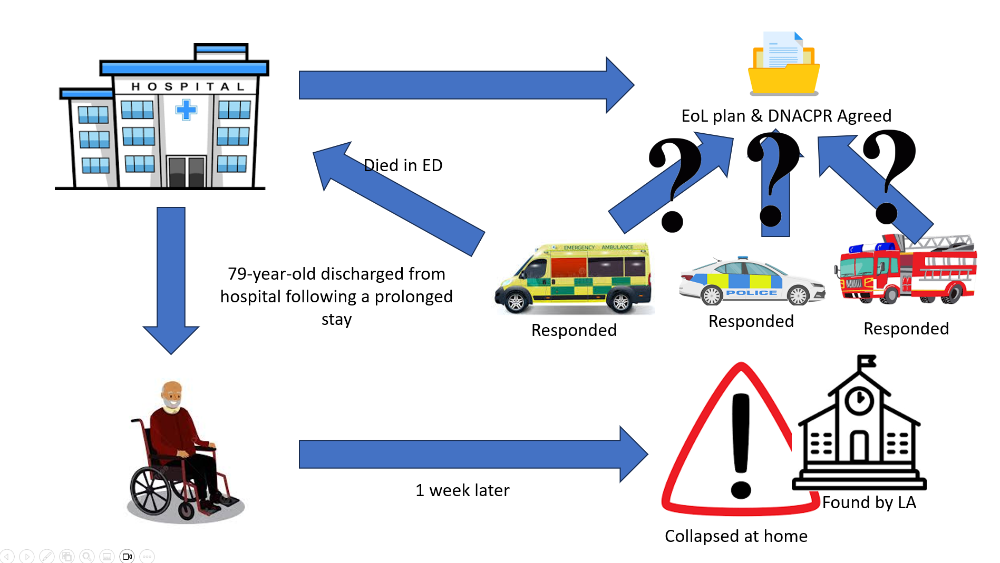 HOSPITAL
EoL plan & DNACPR Agreed
? ? ?
Died in ED
EMERGENCY AMBULANCE
POLICE
79-year-old discharged from
hospital following a prolonged
stay
Responded
Responded
Responded
!
1 week later
Found by LA
Collapsed at home